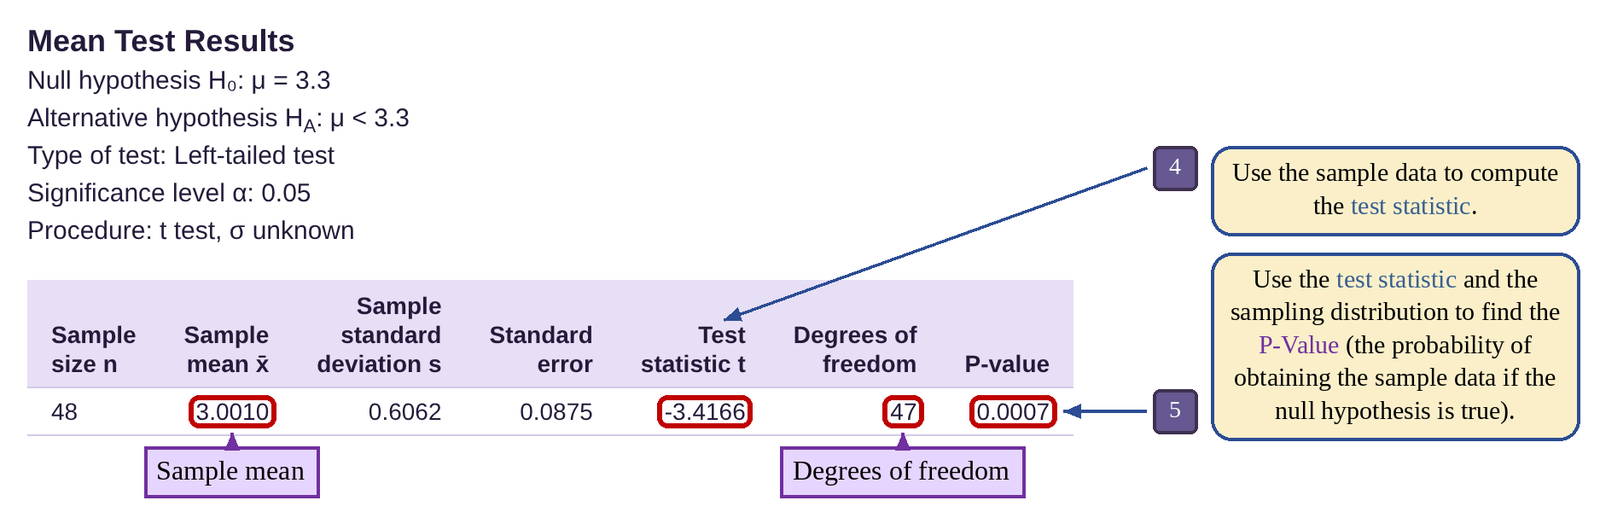 Mean Test Results
Null hypothesis H₀: μ = 3.3
Alternative hypothesis H_A: μ < 3.3
Type of test: Left-tailed test
Significance level α: 0.05
Procedure: t test, σ unknown
4
Use the sample data to compute
the test statistic.
Sample
size n
Sample
mean x̄
Sample
standard
deviation s
Standard
error
Test
statistic t
Degrees of
freedom
P-value
48 3.0010 0.6062 0.0875 -3.4166 47 0.0007
5
Use the test statistic and the
sampling distribution to find the
P-Value (the probability of
obtaining the sample data if the
null hypothesis is true).
Sample mean
Degrees of freedom